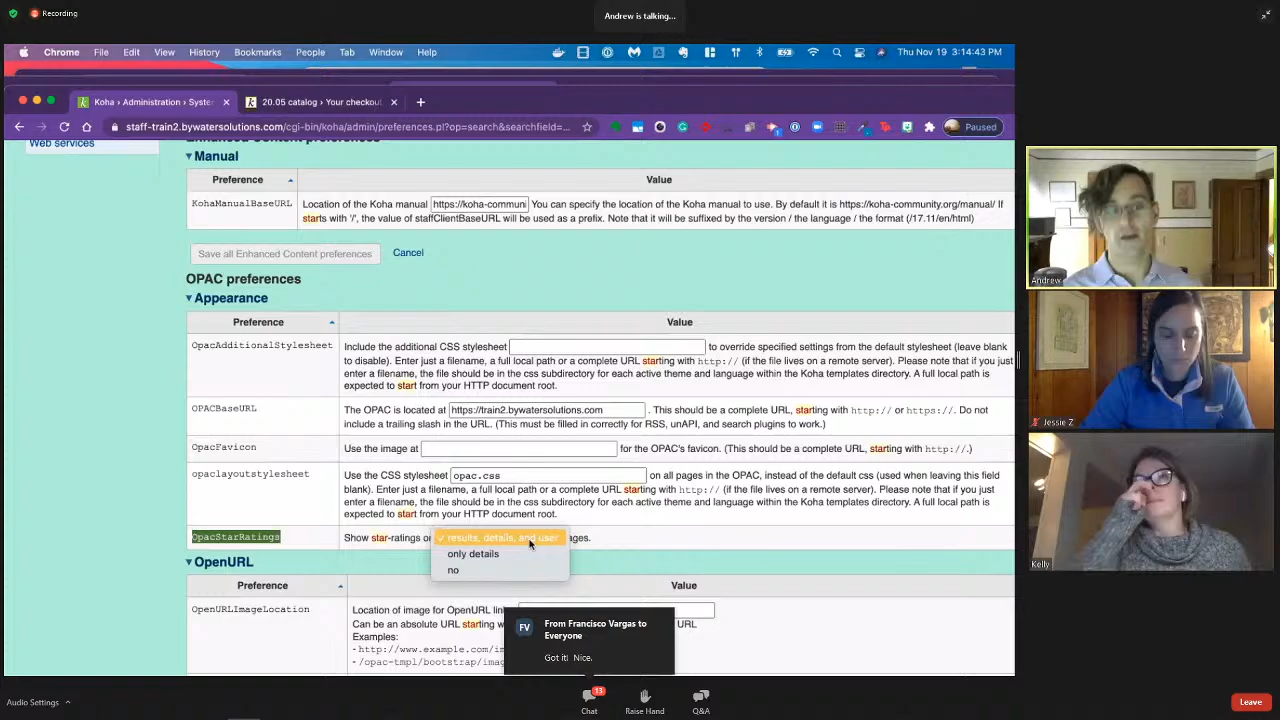 Recording
Andrew is talking...
Chrome File Edit View History Bookmarks People Tab Window Help Thu Nov 19 3:14:43 PM
Koha › Administration › Syste
20.05 catalog › Your checkou
staff-train2.bywatersolutions.com/cgi-bin/koha/admin/preferences.pl?op=search&searchfield=...
Paused
Web services
Enhanced Content preferences
Manual
Preference Value
KohaManualBaseURL
Location of the Koha manual https://koha-communi You can specify the location of the Koha manual to use. By default it is https://koha-community.org/manual/ If
starts with '/', the value of staffClientBaseURL will be used as a prefix. Note that it will be suffixed by the version / the language / the format (/17.11/en/html)
Save all Enhanced Content preferences Cancel
OPAC preferences
Appearance
Preference Value
OpacAdditionalStylesheet
Include the additional CSS stylesheet to override specified settings from the default stylesheet (leave blank
to disable). Enter just a filename, a full local path or a complete URL starting with http:// (if the file lives on a remote server). Please note that if you just
enter a filename, the file should be in the css subdirectory for each active theme and language within the Koha templates directory. A full local path is
expected to start from your HTTP document root.
OPACBaseURL
The OPAC is located at https://train2.bywatersolutions.com . This should be a complete URL, starting with http:// or https://. Do not
include a trailing slash in the URL. (This must be filled in correctly for RSS, unAPI, and search plugins to work.)
OpacFavicon
Use the image at for the OPAC's favicon. (This should be a complete URL, starting with http://.)
opaclayoutstylesheet
Use the CSS stylesheet opac.css on all pages in the OPAC, instead of the default css (used when leaving this field
blank). Enter just a filename, a full local path or a complete URL starting with http:// (if the file lives on a remote server). Please note that if you just
enter a filename, the file should be in the css subdirectory for each active theme and language within the Koha templates directory. A full local path is
expected to start from your HTTP document root.
OpacStarRatings
Show star-ratings on results, details, and user ages.
only details
no
OpenURL
Preference Value
OpenURLImageLocation
Location of image for OpenURL lin
Can be an absolute URL starting w URL
Examples:
- http://www.example.com/im
- /opac-tmpl/bootstrap/imag
FV
From Francisco Vargas to
Everyone
Got it! Nice.
Andrew
Jessie Z
Kelly
Audio Settings
13
Chat
Raise Hand
Q&A
Leave